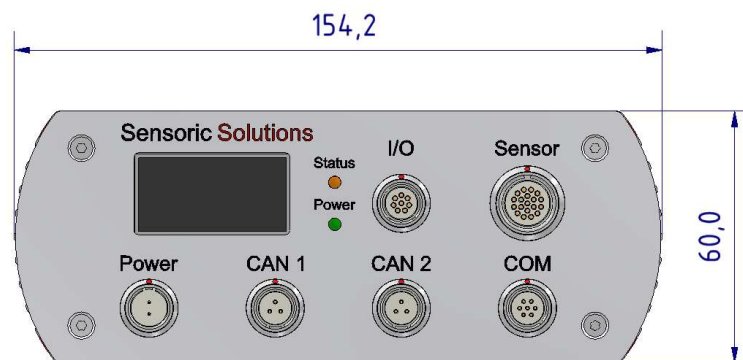 154,2
Sensoric Solutions
Status
Power
I/O
Sensor
60,0
Power
CAN 1
CAN 2
COM